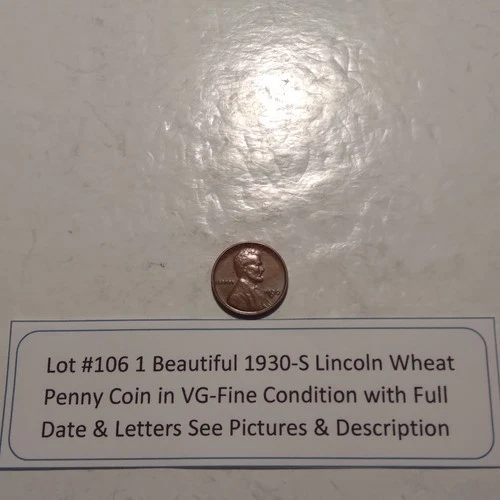 Lot #106 1 Beautiful 1930-S Lincoln Wheat
Penny Coin in VG-Fine Condition with Full
Date & Letters See Pictures & Description